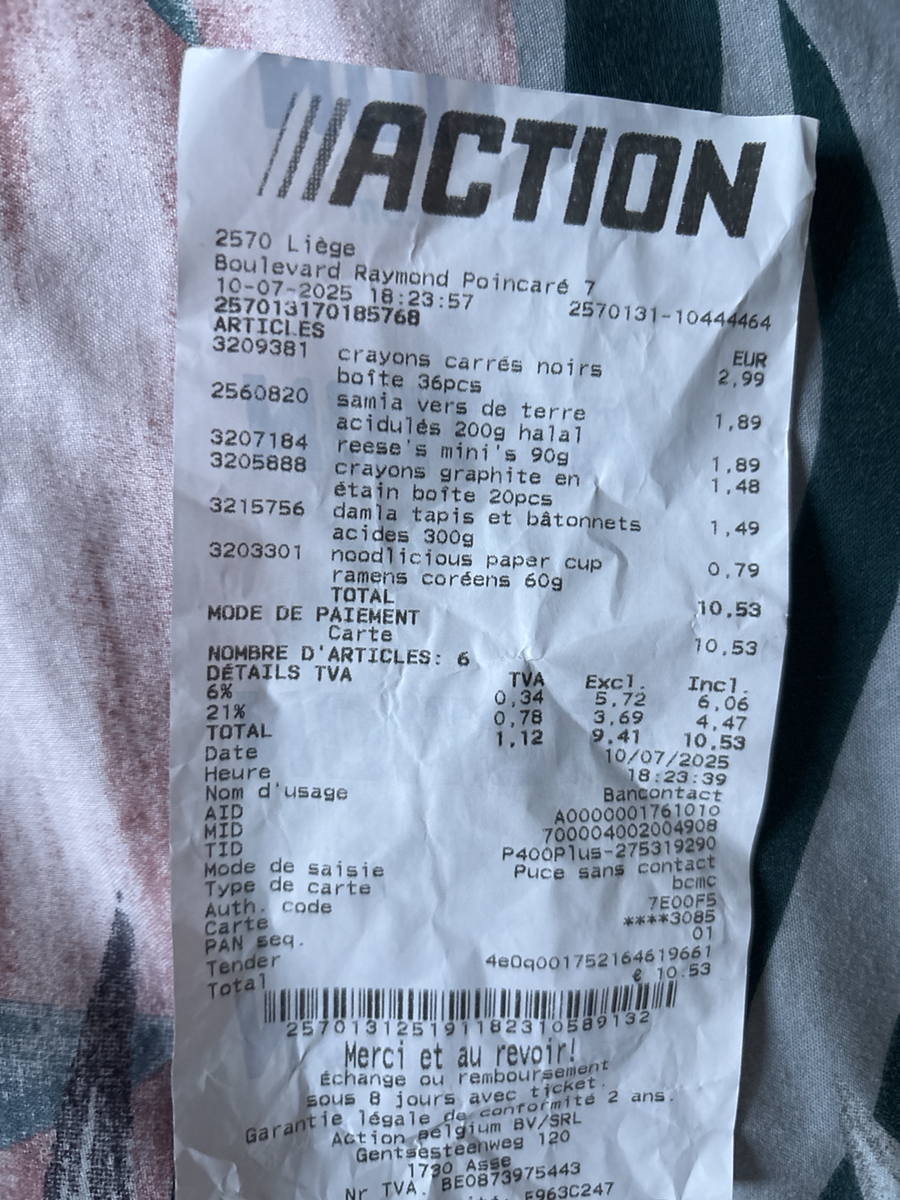 ACTION
2570 Liège
Boulevard Raymond Poincaré 7
10-07-2025 18:23:57 2570131-10444464
257013170185768
ARTICLES EUR
3209381 crayons carrés noirs 2,99
boîte 36pcs
2560820 samia vers de terre 1,89
acidulés 200g halal
3207184 reese's mini's 90g 1,89
3205888 crayons graphite en 1,48
étain boîte 20pcs
3215756 damla tapis et bâtonnets 1,49
acides 300g
3203301 noodlicious paper cup 0,79
ramens coréens 60g
TOTAL 10,53
MODE DE PAIEMENT
Carte 10,53
NOMBRE D'ARTICLES: 6
DÉTAILS TVA TVA Excl. Incl.
6% 0,34 5,72 6,06
21% 0,78 3,69 4,47
TOTAL 1,12 9,41 10,53
Date 10/07/2025
Heure 18:23:39
Nom d'usage Bancontact
AID A0000001761010
MID 700004002004908
TID P400Plus-275319290
Mode de saisie Puce sans contact
Type de carte bcmc
Auth. code 7E00F5
Carte ****3085
PAN seq. 01
Tender 4e0q001752164619661
Total € 10.53
257013125191182310589132
Merci et au revoir!
Échange ou remboursement
sous 8 jours avec ticket.
Garantie légale de conformité 2 ans.
Action Belgium BV/SRL
Gentsesteenweg 120
1730 Asse
Nr TVA. BE0873975443
E963C247